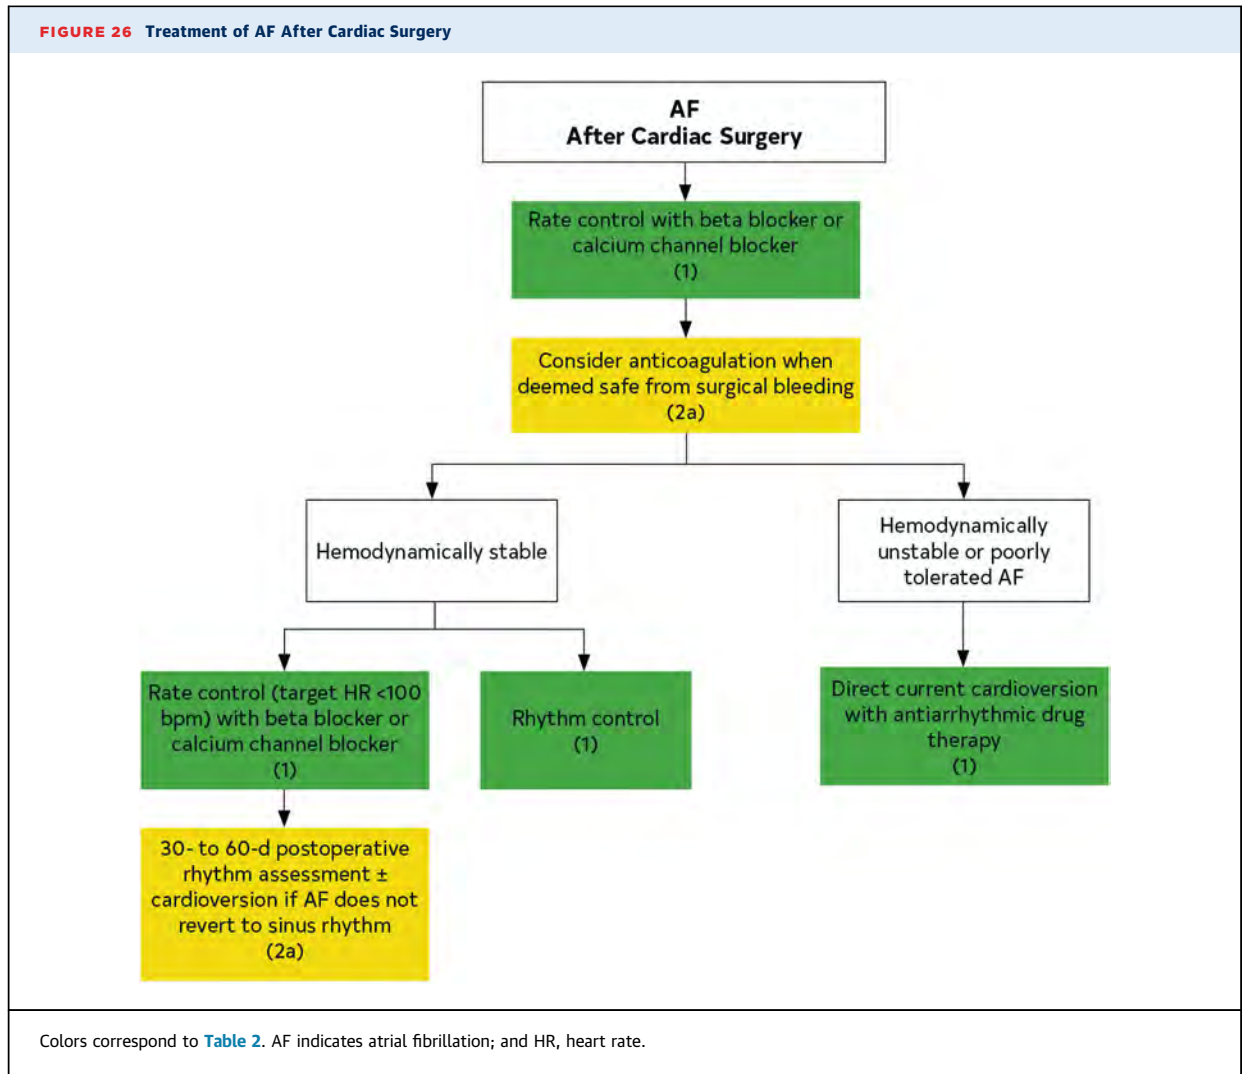 FIGURE 26 Treatment of AF After Cardiac Surgery
AF
After Cardiac Surgery
Rate control with beta blocker or
calcium channel blocker
(1)
Consider anticoagulation when
deemed safe from surgical bleeding
(2a)
Hemodynamically stable
Hemodynamically
unstable or poorly
tolerated AF
Rate control (target HR <100
bpm) with beta blocker or
calcium channel blocker
(1)
Rhythm control
(1)
Direct current cardioversion
with antiarrhythmic drug
therapy
(1)
30- to 60-d postoperative
rhythm assessment ±
cardioversion if AF does not
revert to sinus rhythm
(2a)
Colors correspond to Table 2. AF indicates atrial fibrillation; and HR, heart rate.